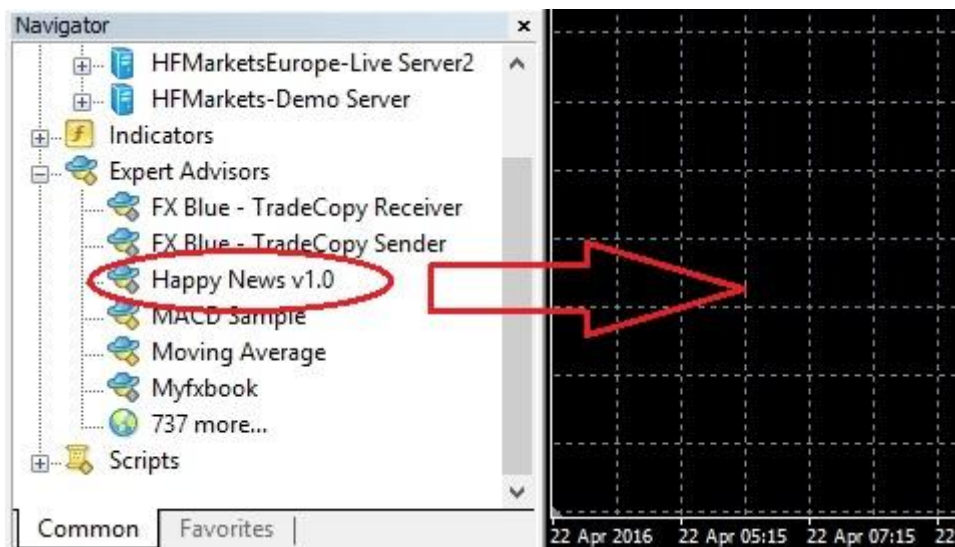 Navigator
HFMarketsEurope-Live Server2
HFMarkets-Demo Server
Indicators
Expert Advisors
FX Blue - TradeCopy Receiver
FX Blue - TradeCopy Sender
Happy News v1.0
MACD Sample
Moving Average
Myfxbook
737 more...
Scripts
Common Favorites
22 Apr 2016 22 Apr 05:15 22 Apr 07:15 22